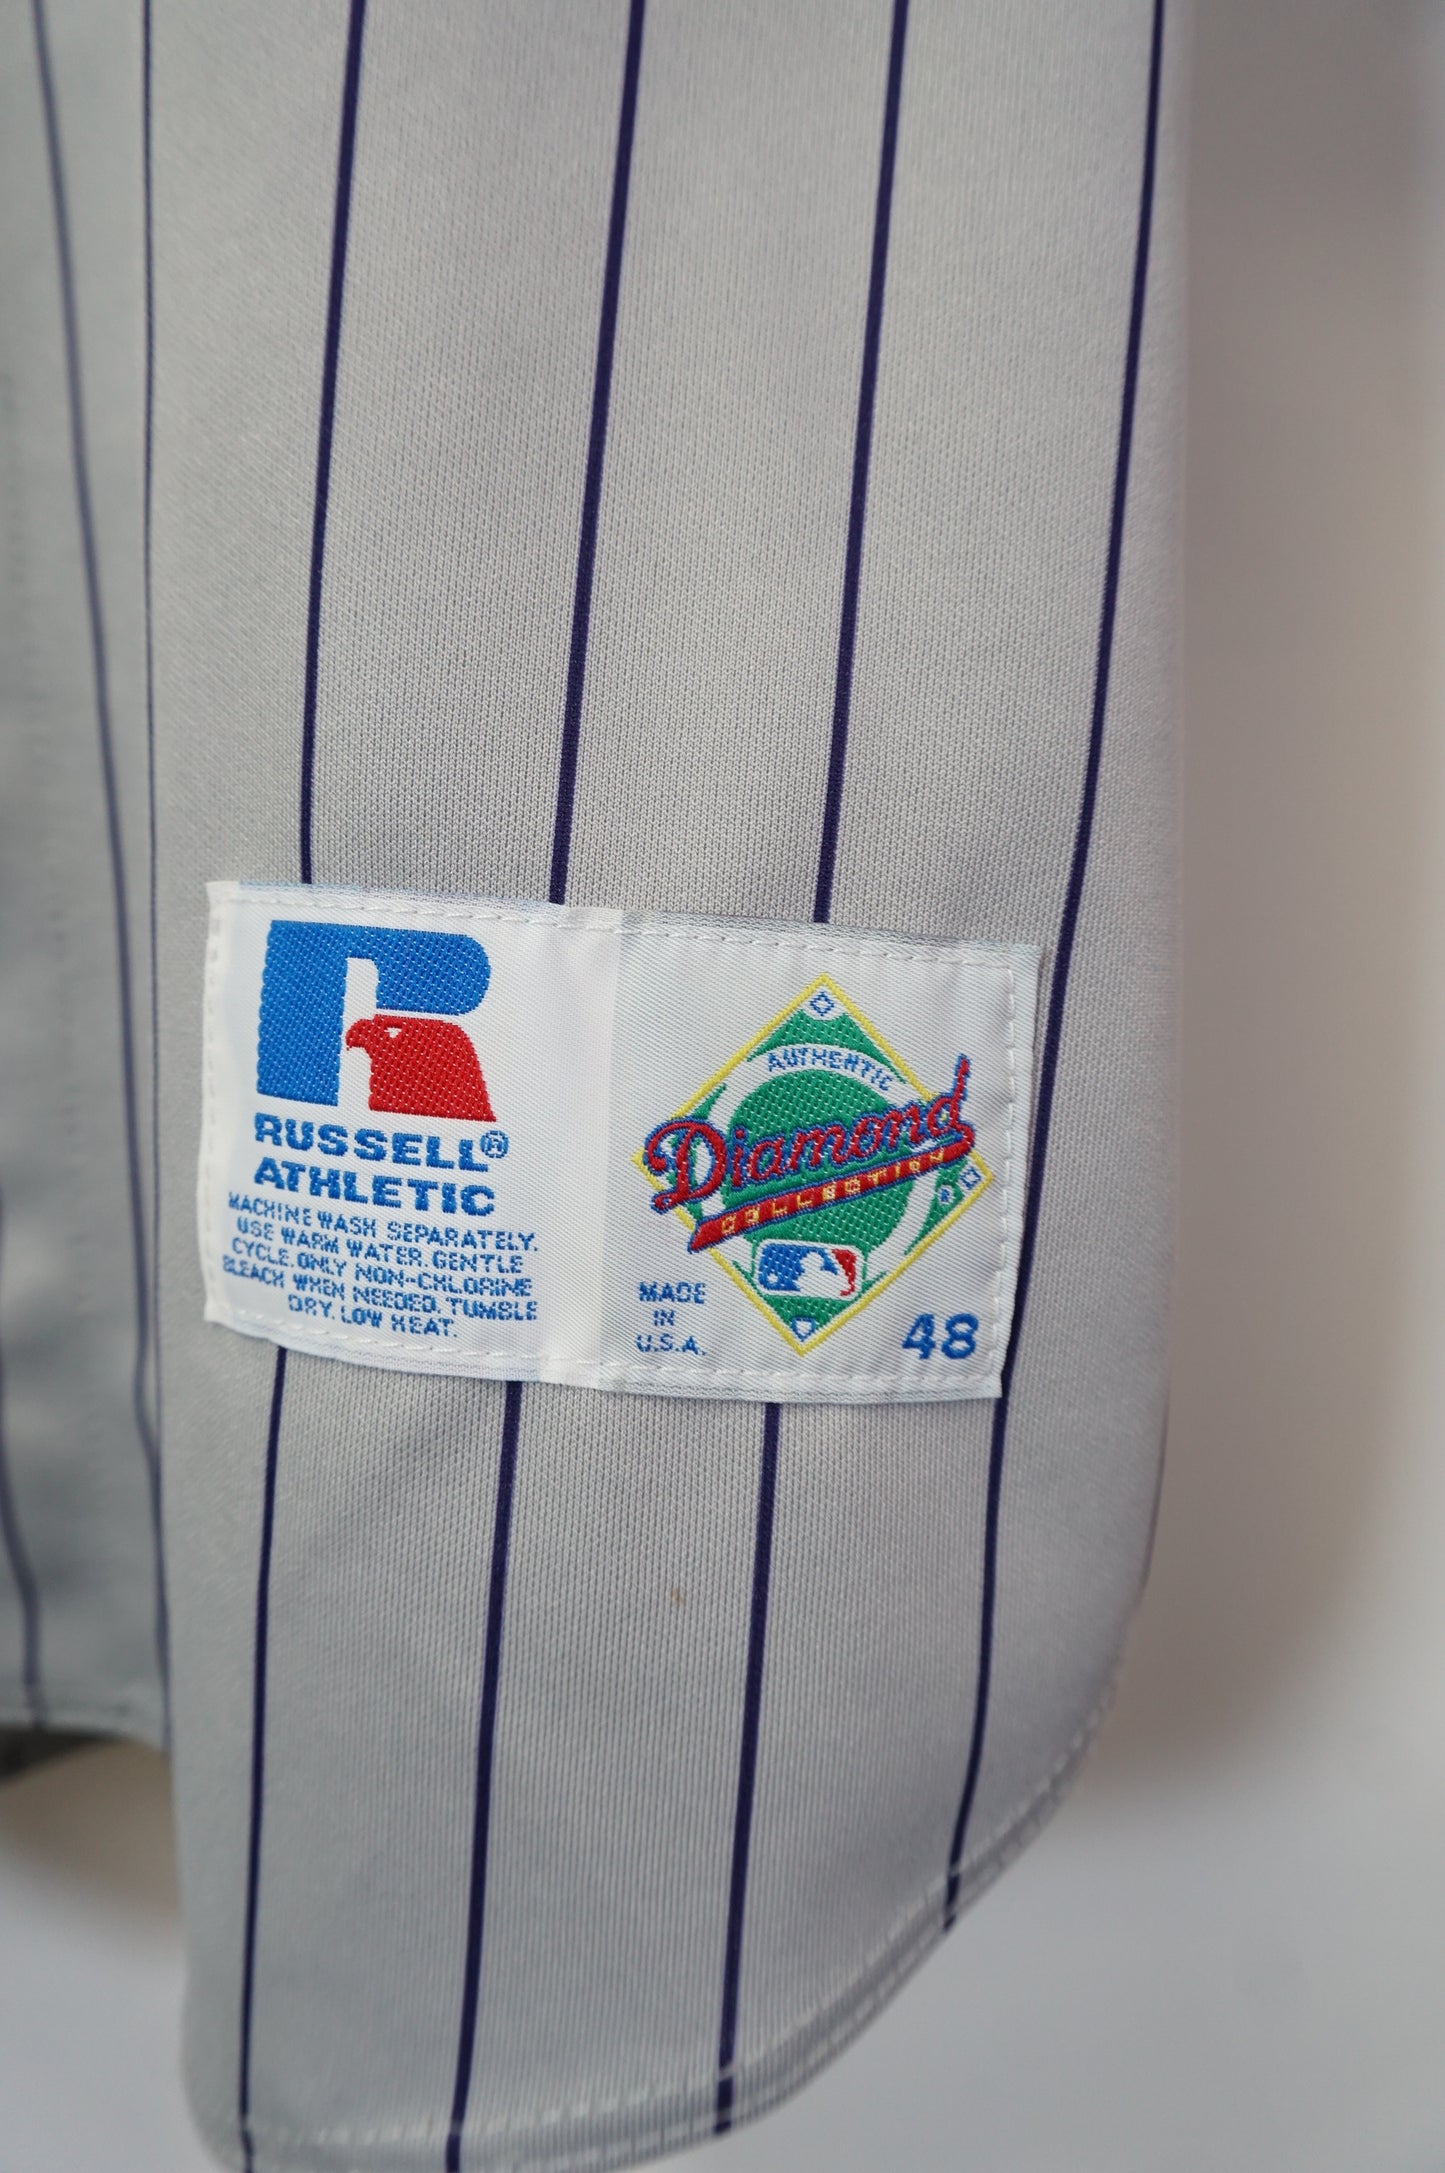 RUSSELL®
ATHLETIC
MACHINE WASH SEPARATELY.
USE WARM WATER. GENTLE
CYCLE. ONLY NON-CHLORINE
BLEACH WHEN NEEDED. TUMBLE
DRY. LOW HEAT.
AUTHENTIC
Diamond
COLLECTION
MADE
IN
U.S.A.
48